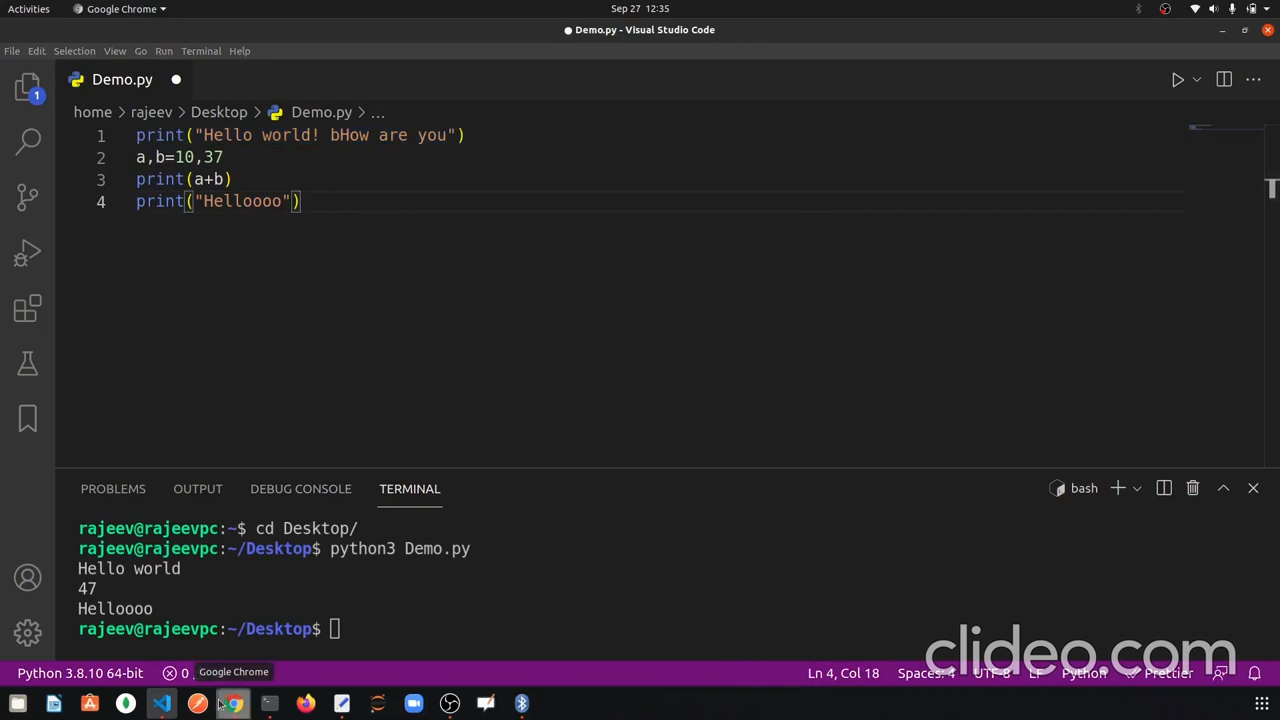 Activities Google Chrome Sep 27 12:35
Demo.py - Visual Studio Code
File Edit Selection View Go Run Terminal Help
Demo.py
1
home rajeev Desktop Demo.py ...
1 print("Hello world! bHow are you")
2 a,b=10,37
3 print(a+b)
4 print("Helloooo")
PROBLEMS OUTPUT DEBUG CONSOLE TERMINAL bash
rajeev@rajeevpc:~$ cd Desktop/
rajeev@rajeevpc:~/Desktop$ python3 Demo.py
Hello world
47
Helloooo
rajeev@rajeevpc:~/Desktop$
clideo.com
Python 3.8.10 64-bit 0 Google Chrome Ln 4, Col 18 Spaces: 4 UTF-8 LF Python Prettier